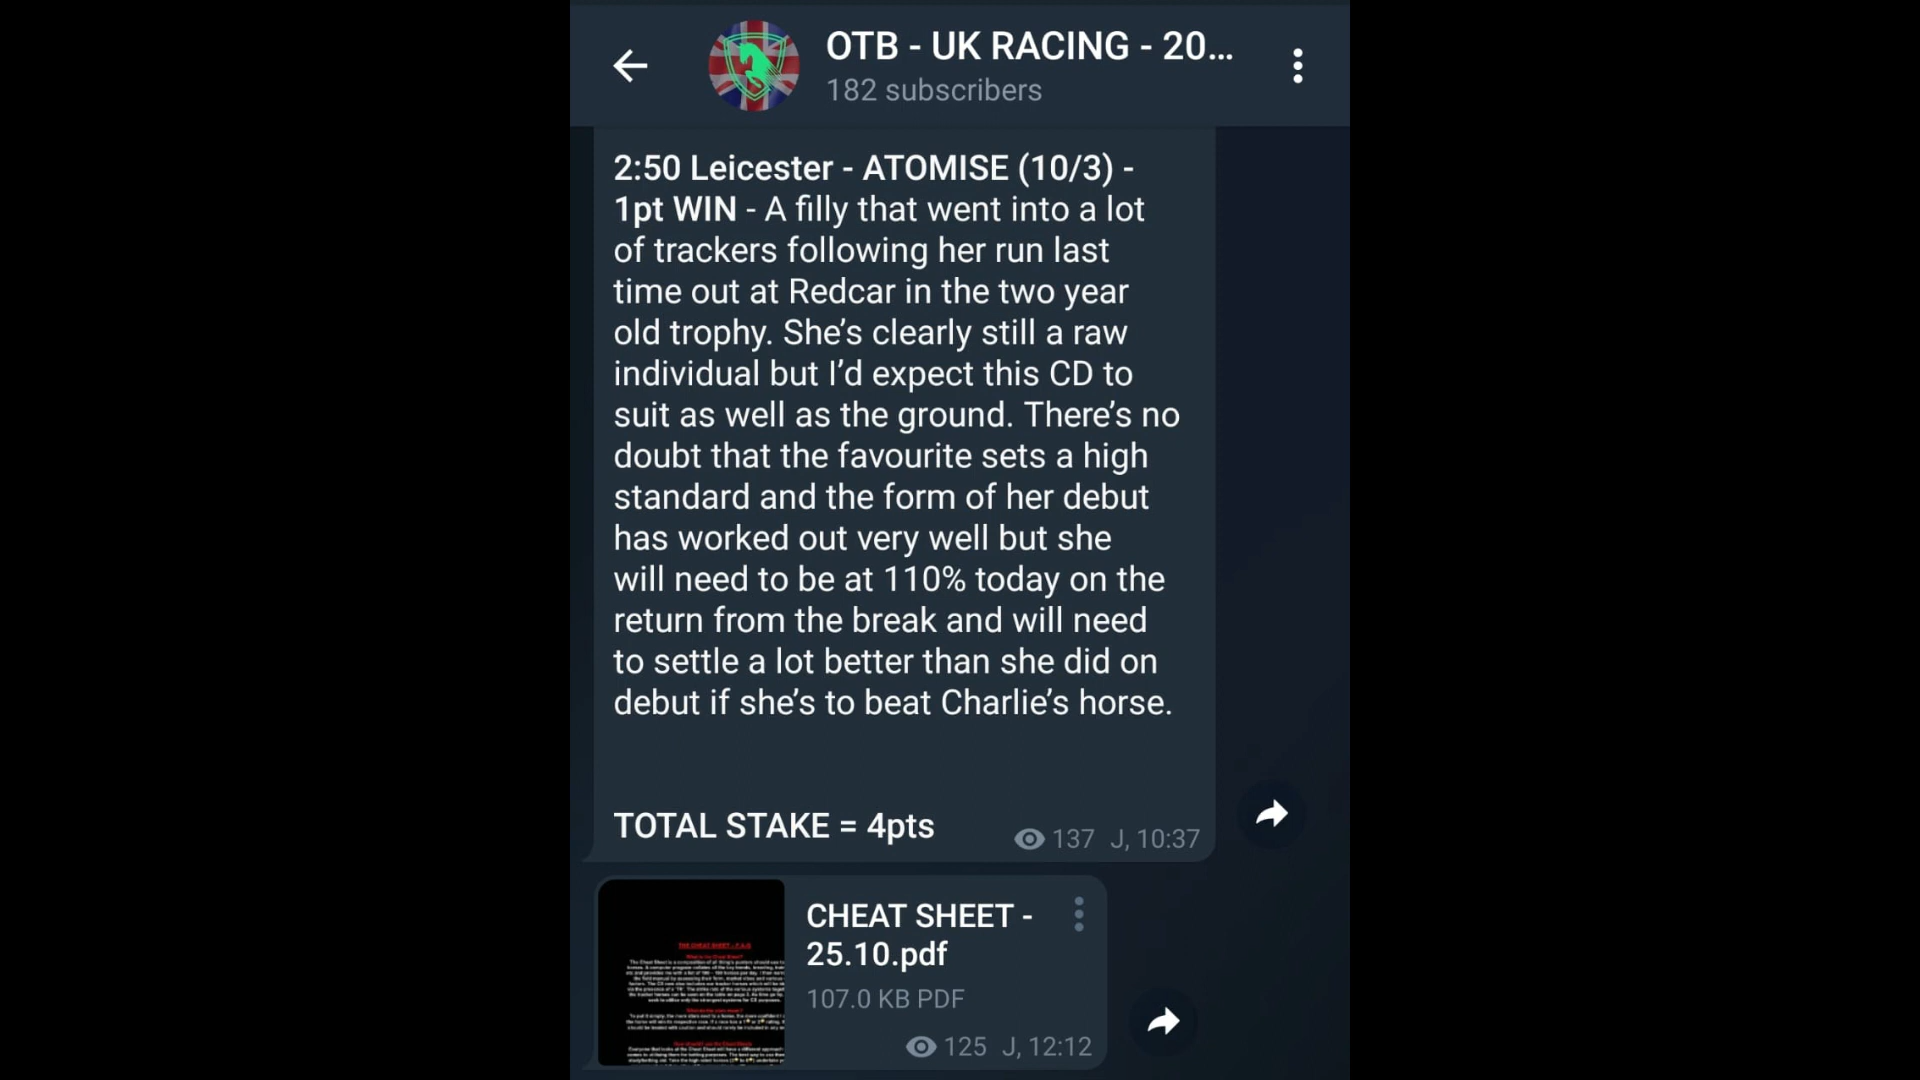 OTB - UK RACING - 20...
182 subscribers
2:50 Leicester - ATOMISE (10/3) -
1pt WIN - A filly that went into a lot
of trackers following her run last
time out at Redcar in the two year
old trophy. She’s clearly still a raw
individual but I’d expect this CD to
suit as well as the ground. There’s no
doubt that the favourite sets a high
standard and the form of her debut
has worked out very well but she
will need to be at 110% today on the
return from the break and will need
to settle a lot better than she did on
debut if she’s to beat Charlie’s horse.
TOTAL STAKE = 4pts
137 J, 10:37
CHEAT SHEET -
25.10.pdf
107.0 KB PDF
125 J, 12:12